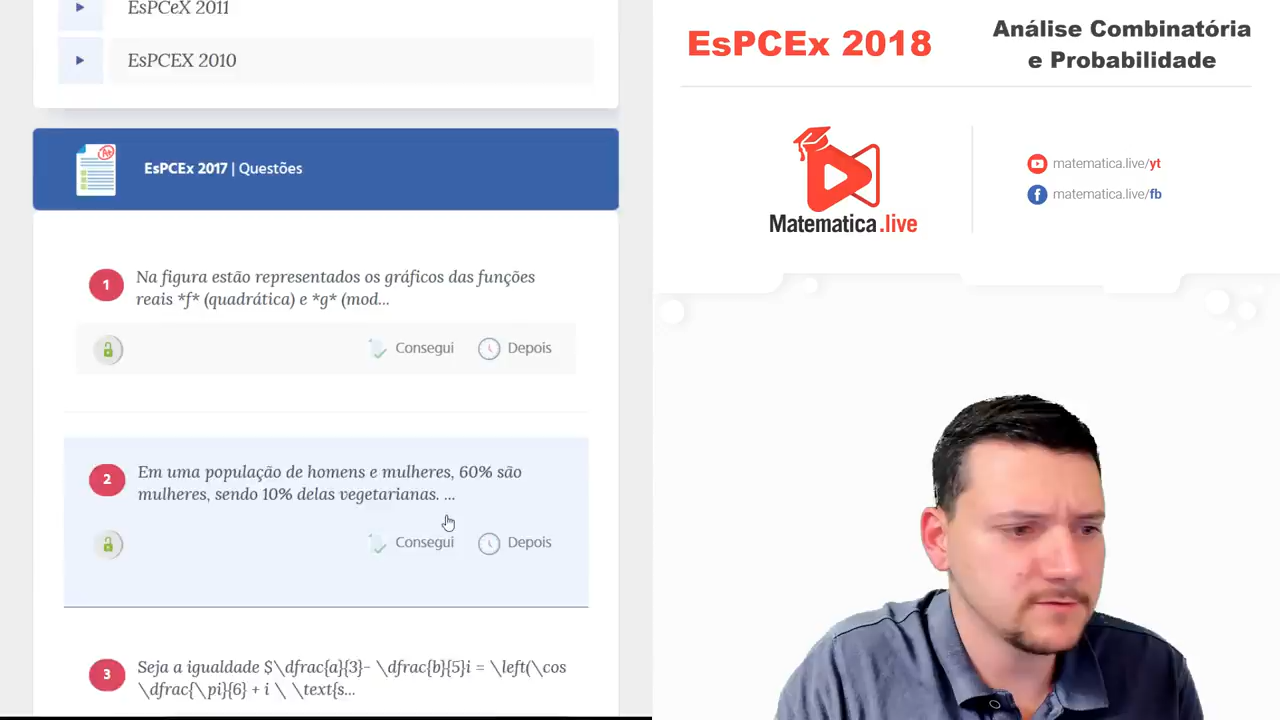 EsPCeX 2011
EsPCEX 2010
EsPCEx 2017 | Questões
1
Na figura estão representados os gráficos das funções
reais *f* (quadrática) e *g* (mod...
Consegui
Depois
2
Em uma população de homens e mulheres, 60% são
mulheres, sendo 10% delas vegetarianas. ...
Consegui
Depois
3
Seja a igualdade $\dfrac{a}{3}- \dfrac{b}{5}i = \left(\cos
\dfrac{\pi}{6} + i \ \text{s...
EsPCEx 2018
Análise Combinatória
e Probabilidade
Matematica.live
matematica.live/yt
matematica.live/fb